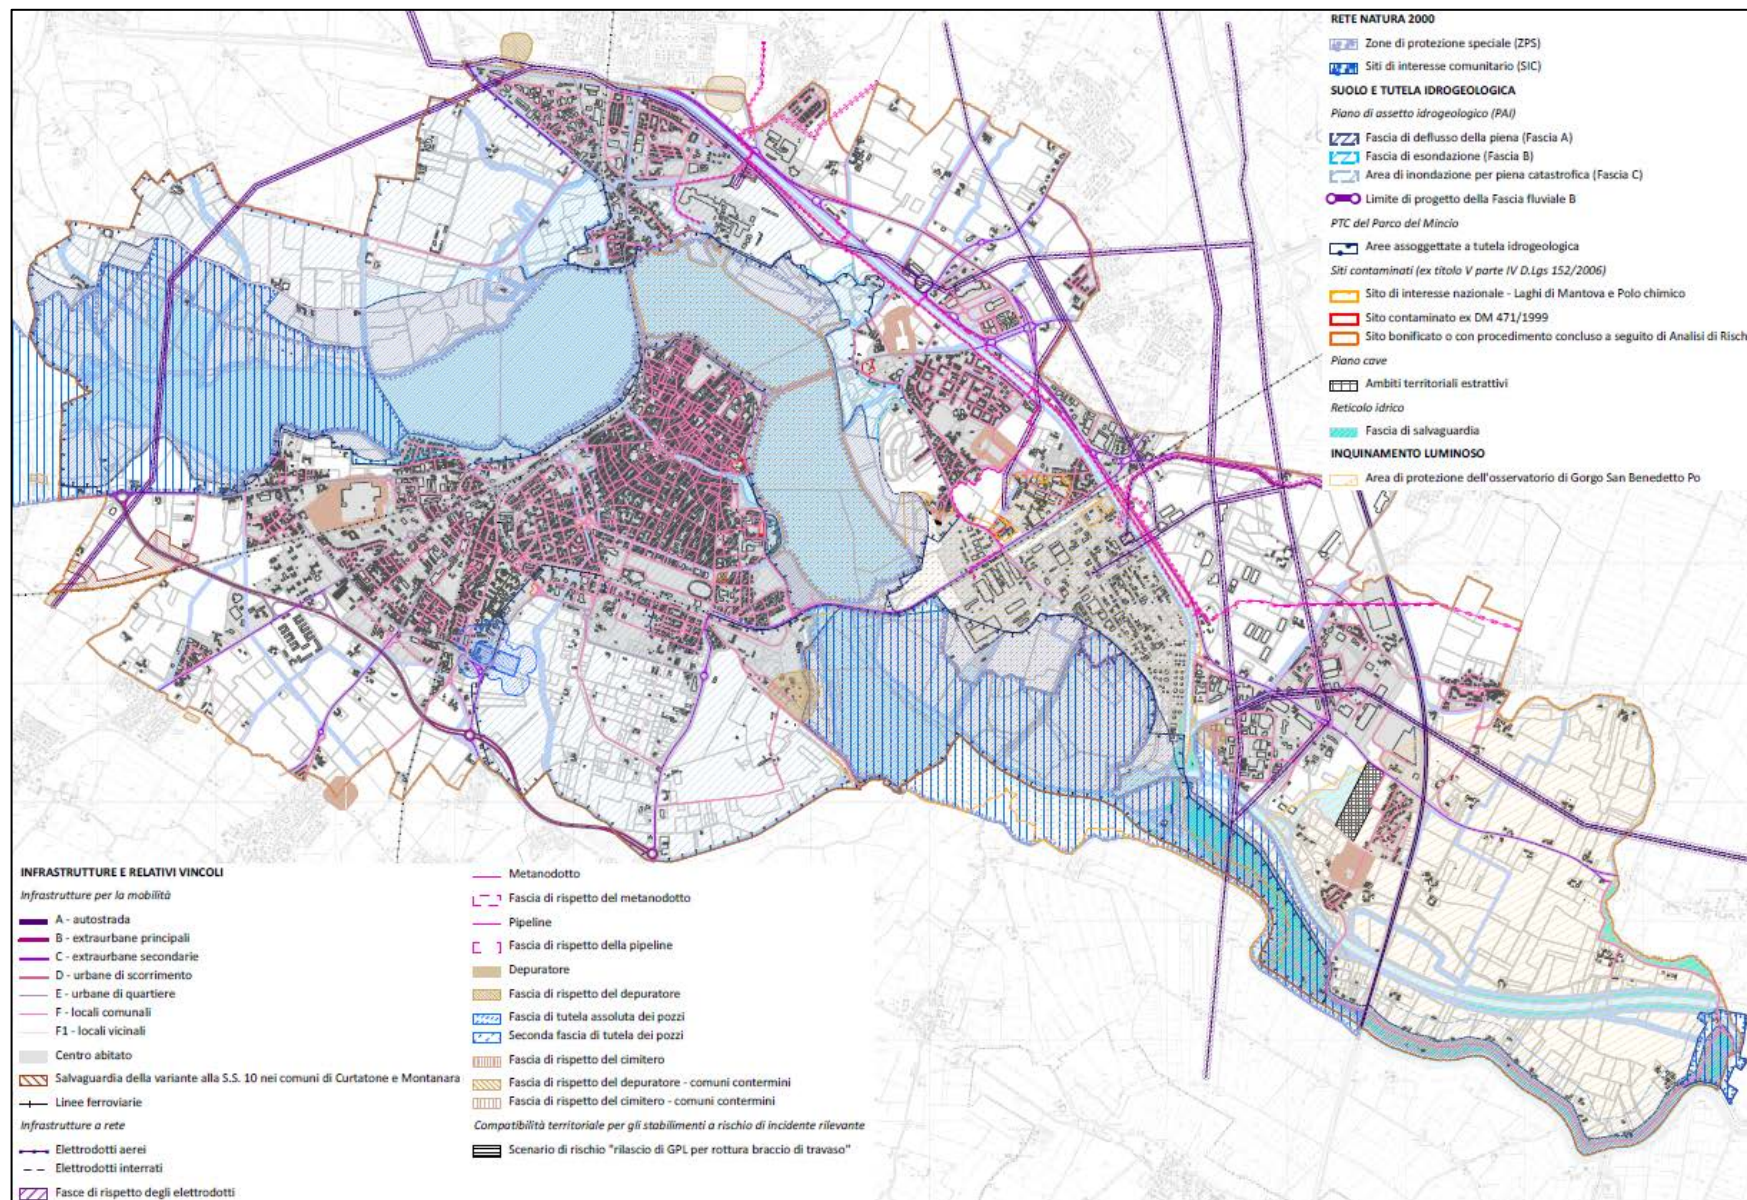 RETE NATURA 2000
Zone di protezione speciale (ZPS)
Siti di interesse comunitario (SIC)
SUOLO E TUTELA IDROGEOLOGICA
Piano di assetto idrogeologico (PAI)
Fascia di deflusso della piena (Fascia A)
Fascia di esondazione (Fascia B)
Area di inondazione per piena catastrofica (Fascia C)
Limite di progetto della Fascia fluviale B
PTC del Parco del Mincio
Aree assoggettate a tutela idrogeologica
Siti contaminati (ex titolo V parte IV D.Lgs 152/2006)
Sito di interesse nazionale - Laghi di Mantova e Polo chimico
Sito contaminato ex DM 471/1999
Sito bonificato o con procedimento concluso a seguito di Analisi di Risch
Piano cave
Ambiti territoriali estrattivi
Reticolo idrico
Fascia di salvaguardia
INQUINAMENTO LUMINOSO
Area di protezione dell'osservatorio di Gorgo San Benedetto Po
INFRASTRUTTURE E RELATIVI VINCOLI
Infrastrutture per la mobilità
A - autostrada
B - extraurbane principali
C - extraurbane secondarie
D - urbane di scorrimento
E - urbane di quartiere
F - locali comunali
F1 - locali vicinali
Centro abitato
Salvaguardia della variante alla S.S. 10 nei comuni di Curtatone e Montanara
Linee ferroviarie
Infrastrutture a rete
Elettrodotti aerei
Elettrodotti interrati
Fasce di rispetto degli elettrodotti
Metanodotto
Fascia di rispetto del metanodotto
Pipeline
Fascia di rispetto della pipeline
Depuratore
Fascia di rispetto del depuratore
Fascia di tutela assoluta dei pozzi
Seconda fascia di tutela dei pozzi
Fascia di rispetto del cimitero
Fascia di rispetto del depuratore - comuni contermini
Fascia di rispetto del cimitero - comuni contermini
Compatibilità territoriale per gli stabilimenti a rischio di incidente rilevante
Scenario di rischio "rilascio di GPL per rottura braccio di travaso"